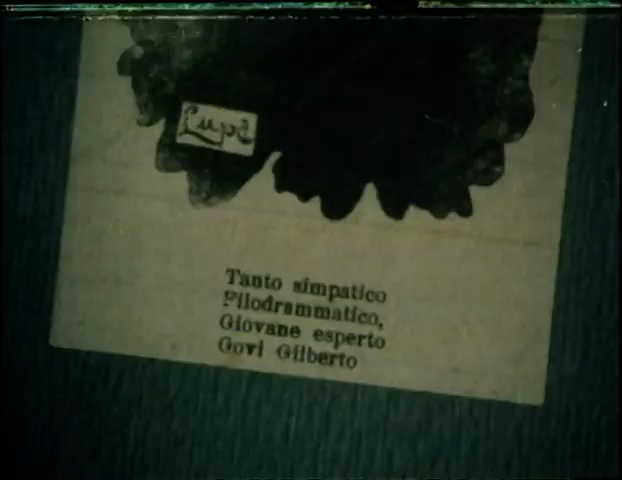 Tanto simpatico
Filodrammatico,
Giovane esperto
Govi Gilberto